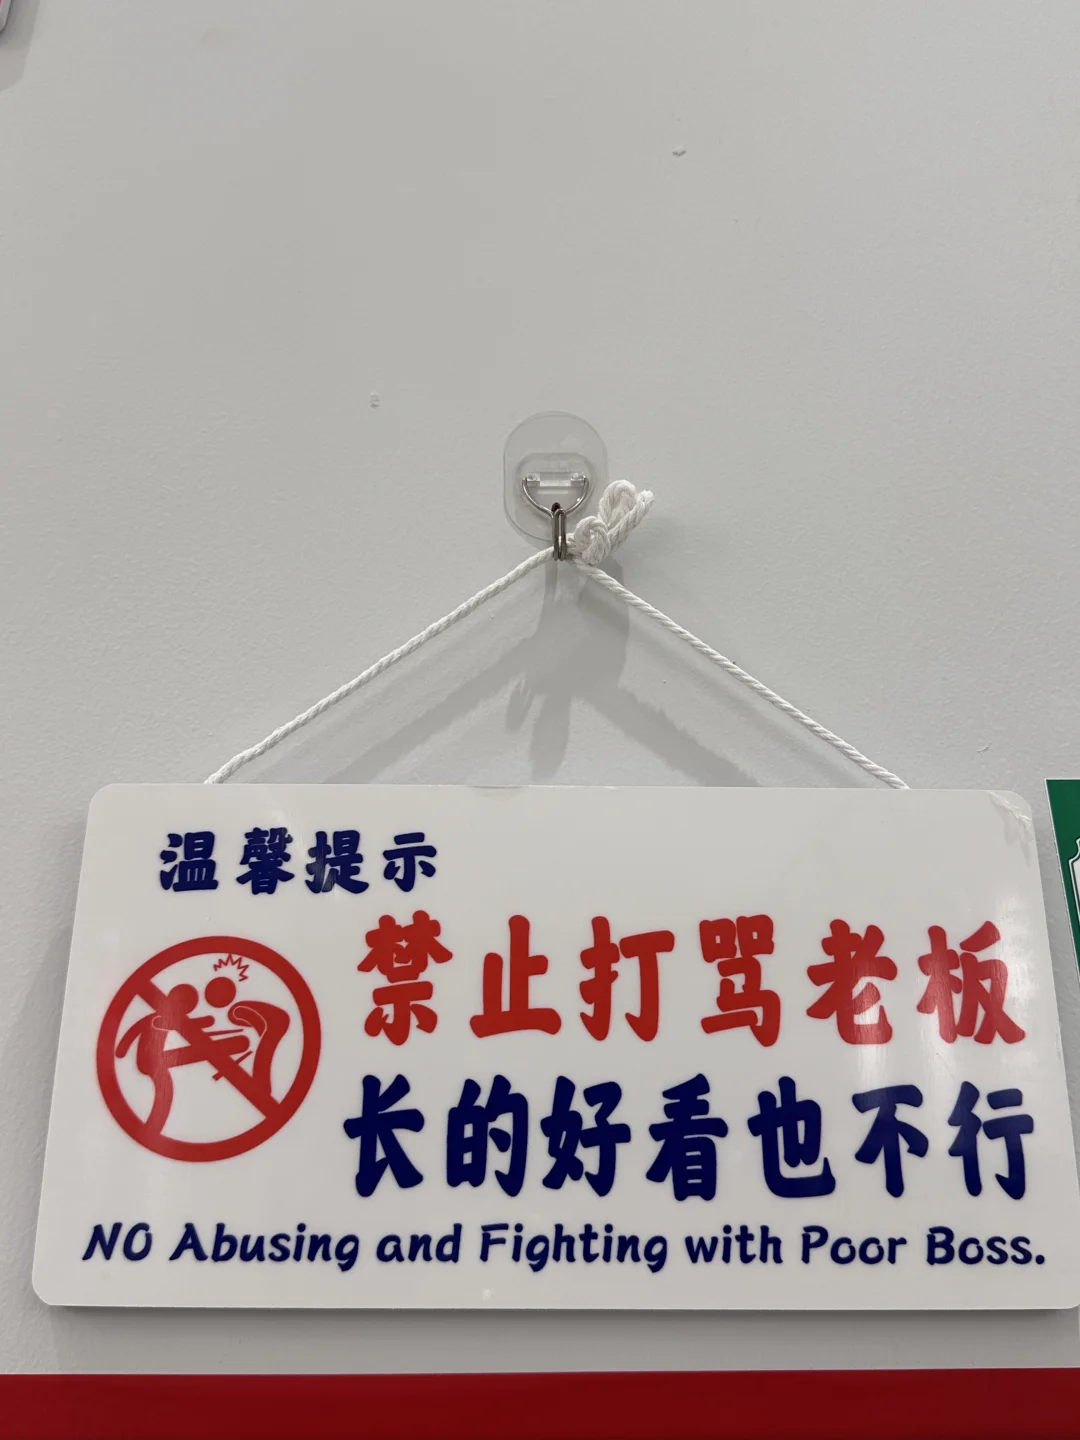 温馨提示
禁止打骂老板
长的好看也不行
NO Abusing and Fighting with Poor Boss.